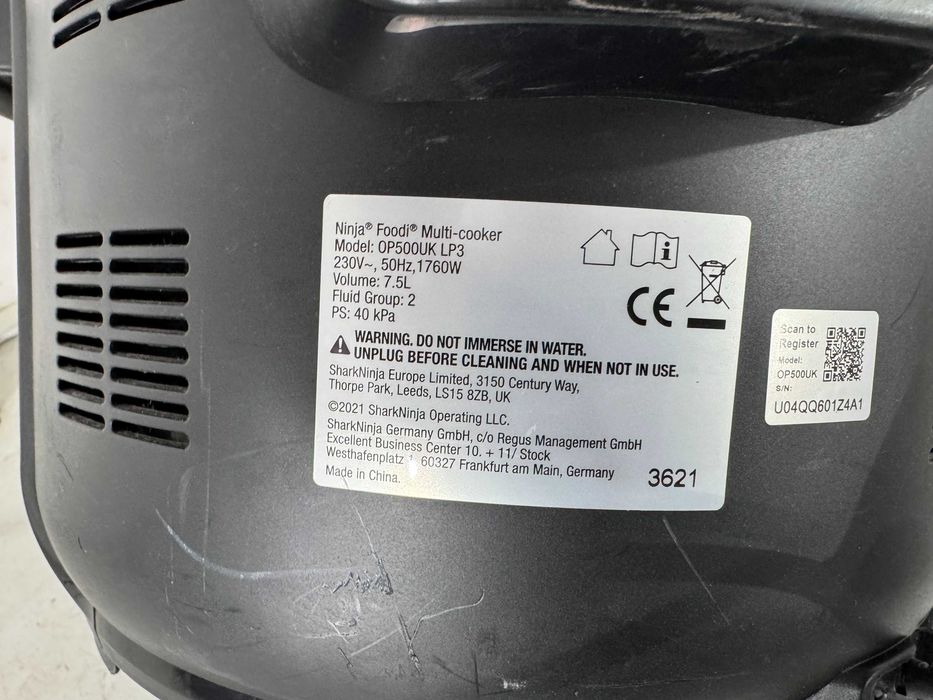 Ninja® Foodi® Multi-cooker
Model: OP500UK LP3
230V~, 50Hz,1760W
Volume: 7.5L
Fluid Group: 2
PS: 40 kPa
WARNING. DO NOT IMMERSE IN WATER.
UNPLUG BEFORE CLEANING AND WHEN NOT IN USE.
SharkNinja Europe Limited, 3150 Century Way,
Thorpe Park, Leeds, LS15 8ZB, UK
©2021 SharkNinja Operating LLC.
SharkNinja Germany GmbH, c/o Regus Management GmbH
Excellent Business Center 10. + 11/ Stock
Westhafenplatz 1, 60327 Frankfurt am Main, Germany
Made in China.
3621
CE
Scan to
Register
Model:
OP500UK
S/N:
U04QQ601Z4A1